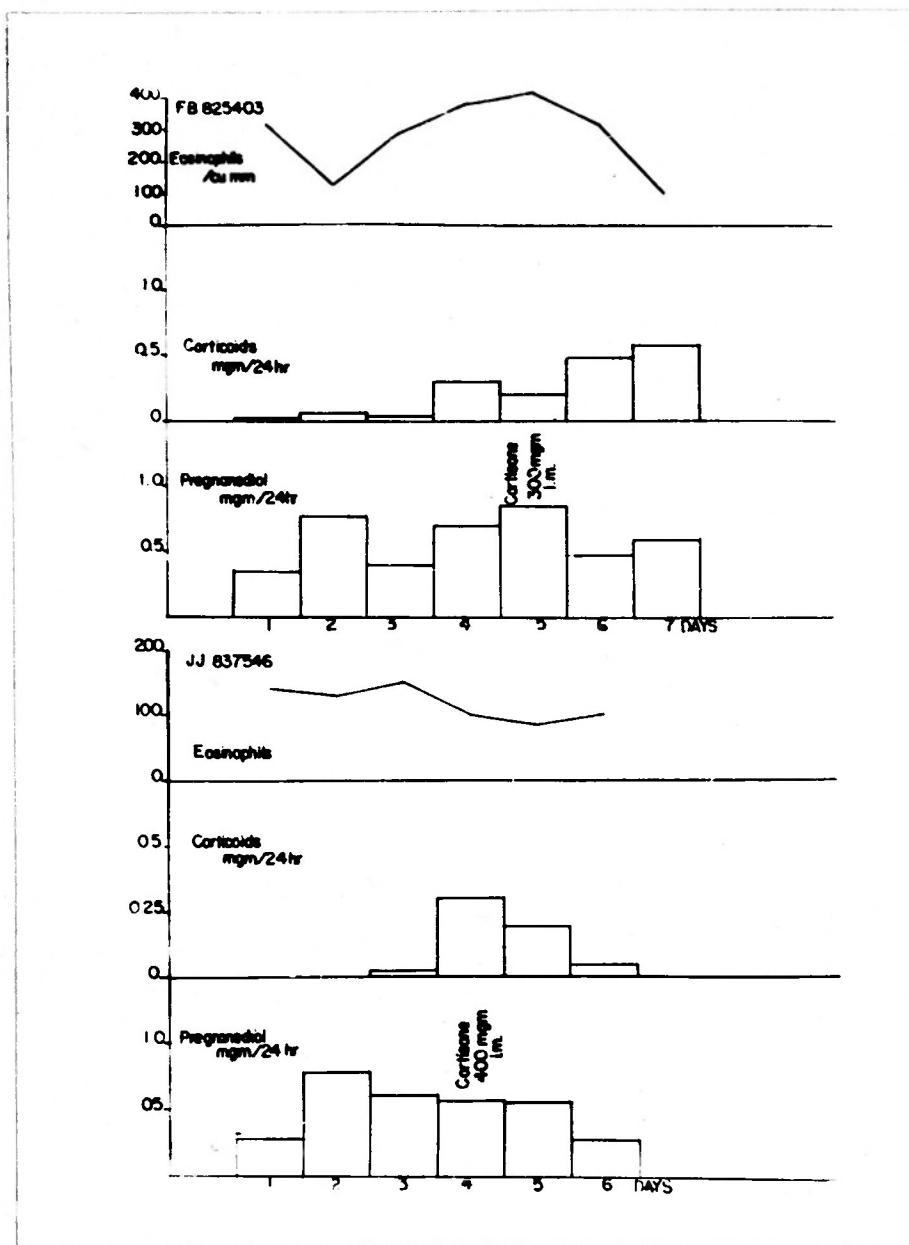 400
FB 825403
300
200
Eosinophils
/cu mm
100
0
1.0
0.5
Corticoids
mgm/24 hr
0
Pregnanediol
mgm/24hr
1.0
0.5
Cortisone
300 mgm
I.m.
1 2 3 4 5 6 7 DAYS
200
JJ 837546
100
Eosinophils
0
Corticoids
mgm/24 hr
0.5
0.25
0
Pregnanediol
mgm/24 hr
1.0
0.5
Cortisone
400 mgm
I.m.
1 2 3 4 5 6 DAYS